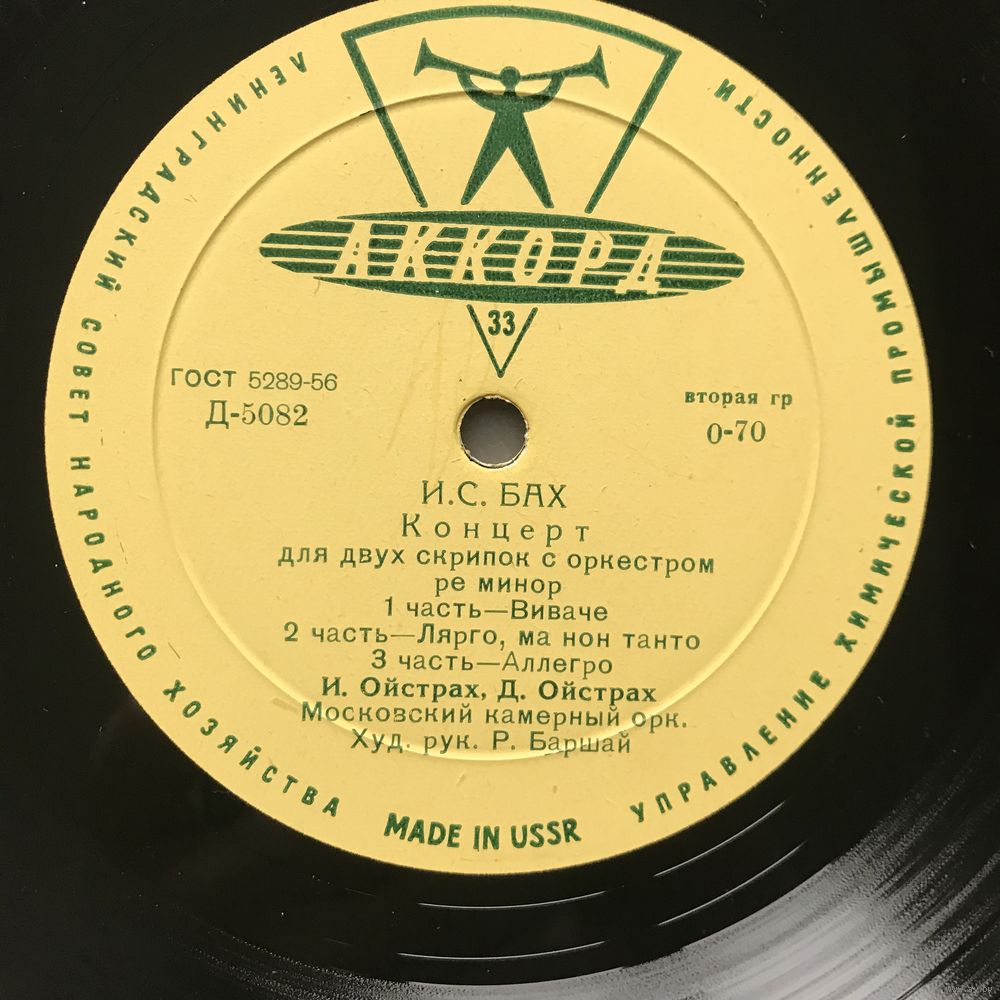 ЛЕНИНГРАДСКИЙ СОВЕТ НАРОДНОГО ХОЗЯЙСТВА
УПРАВЛЕНИЕ ХИМИЧЕСКОЙ ПРОМЫШЛЕННОСТИ
АККОРД
33
ГОСТ 5289-56
Д-5082
вторая гр
0-70
И.С. БАХ
Концерт
для двух скрипок с оркестром
ре минор
1 часть—Виваче
2 часть—Лярго, ма нон танто
3 часть—Аллегро
И. Ойстрах, Д. Ойстрах
Московский камерный орк.
Худ. рук. Р. Баршай
MADE IN USSR